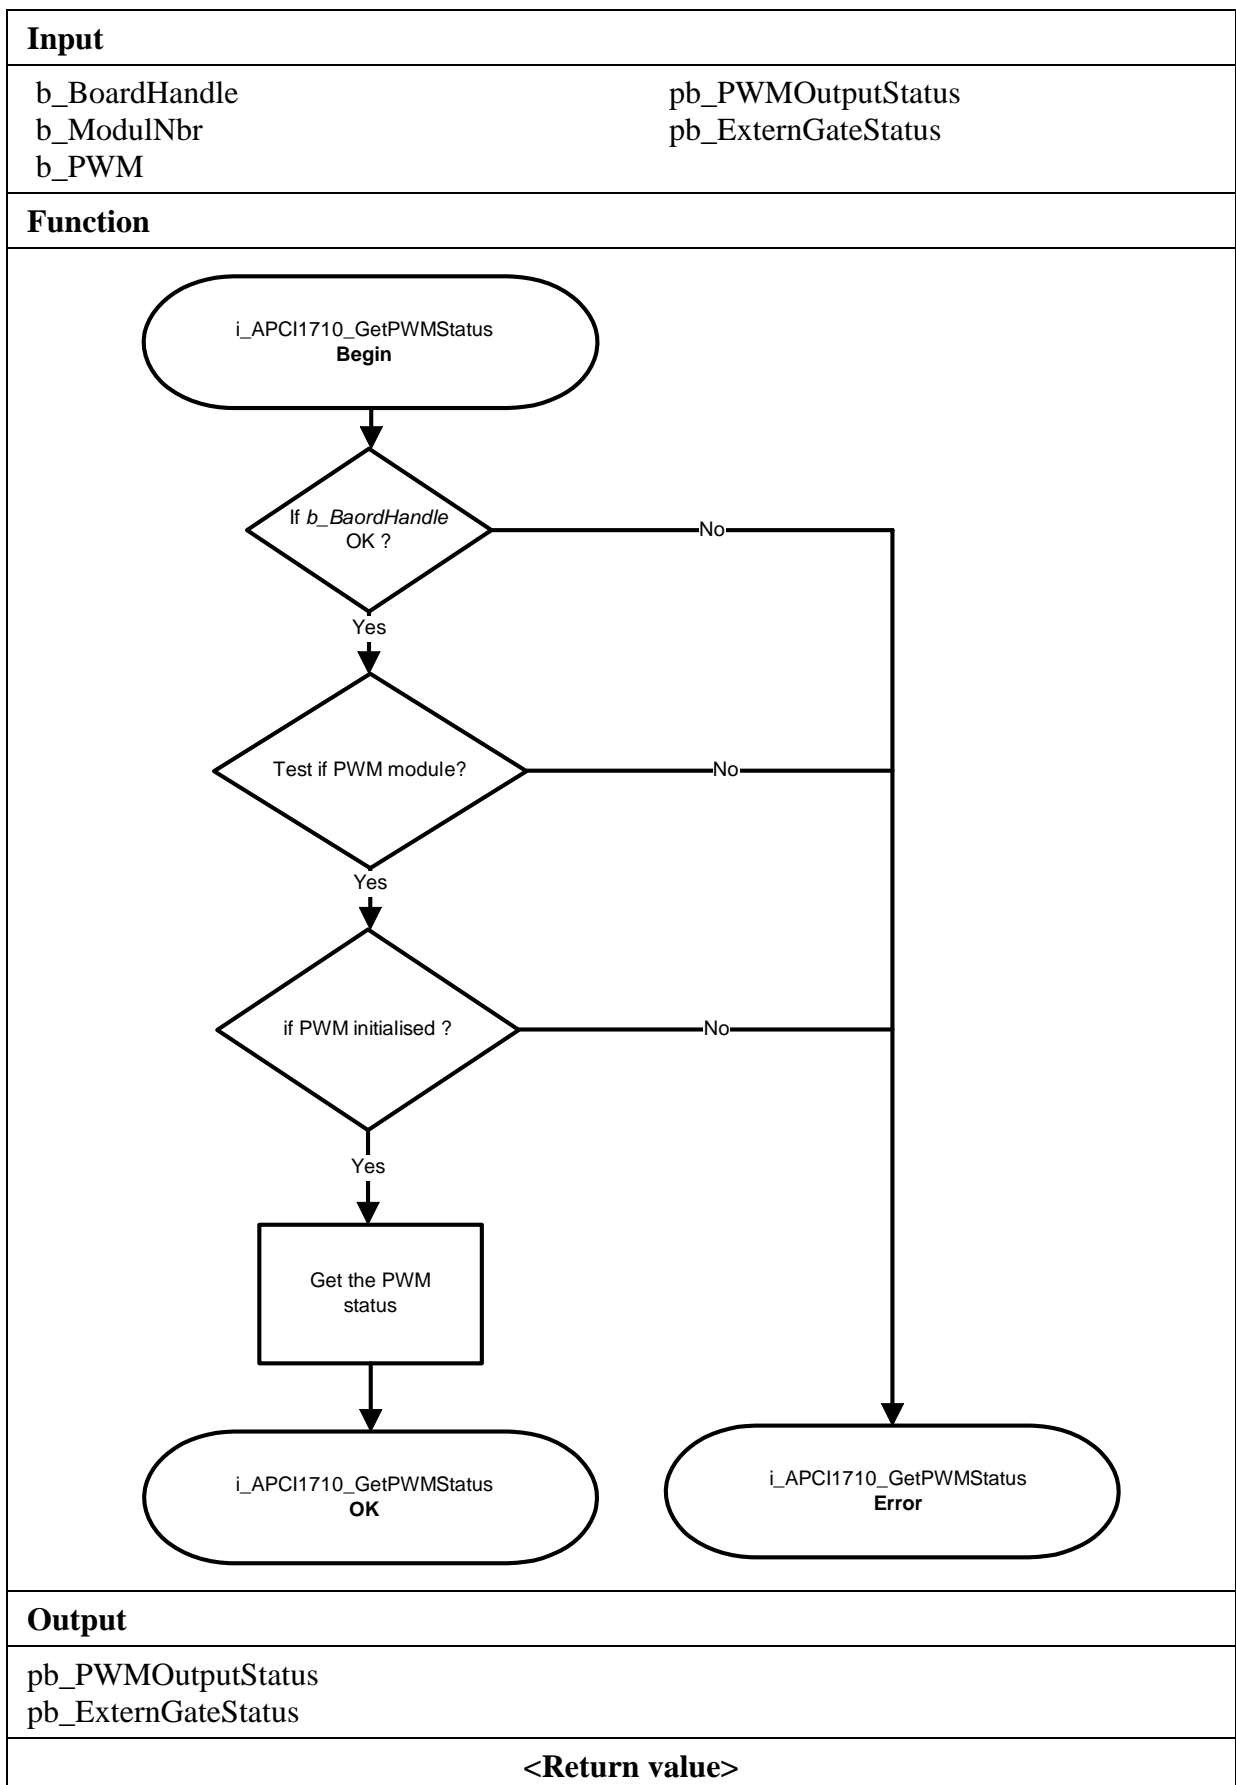 Input
b_BoardHandle
b_ModulNbr
b_PWM
pb_PWMOutputStatus
pb_ExternGateStatus
Function
i_APCI1710_GetPWMStatus
Begin
If b_BaordHandle
OK ?
No
Yes
Test if PWM module?
No
Yes
if PWM initialised ?
No
Yes
Get the PWM
status
i_APCI1710_GetPWMStatus
OK
i_APCI1710_GetPWMStatus
Error
Output
pb_PWMOutputStatus
pb_ExternGateStatus
<Return value>